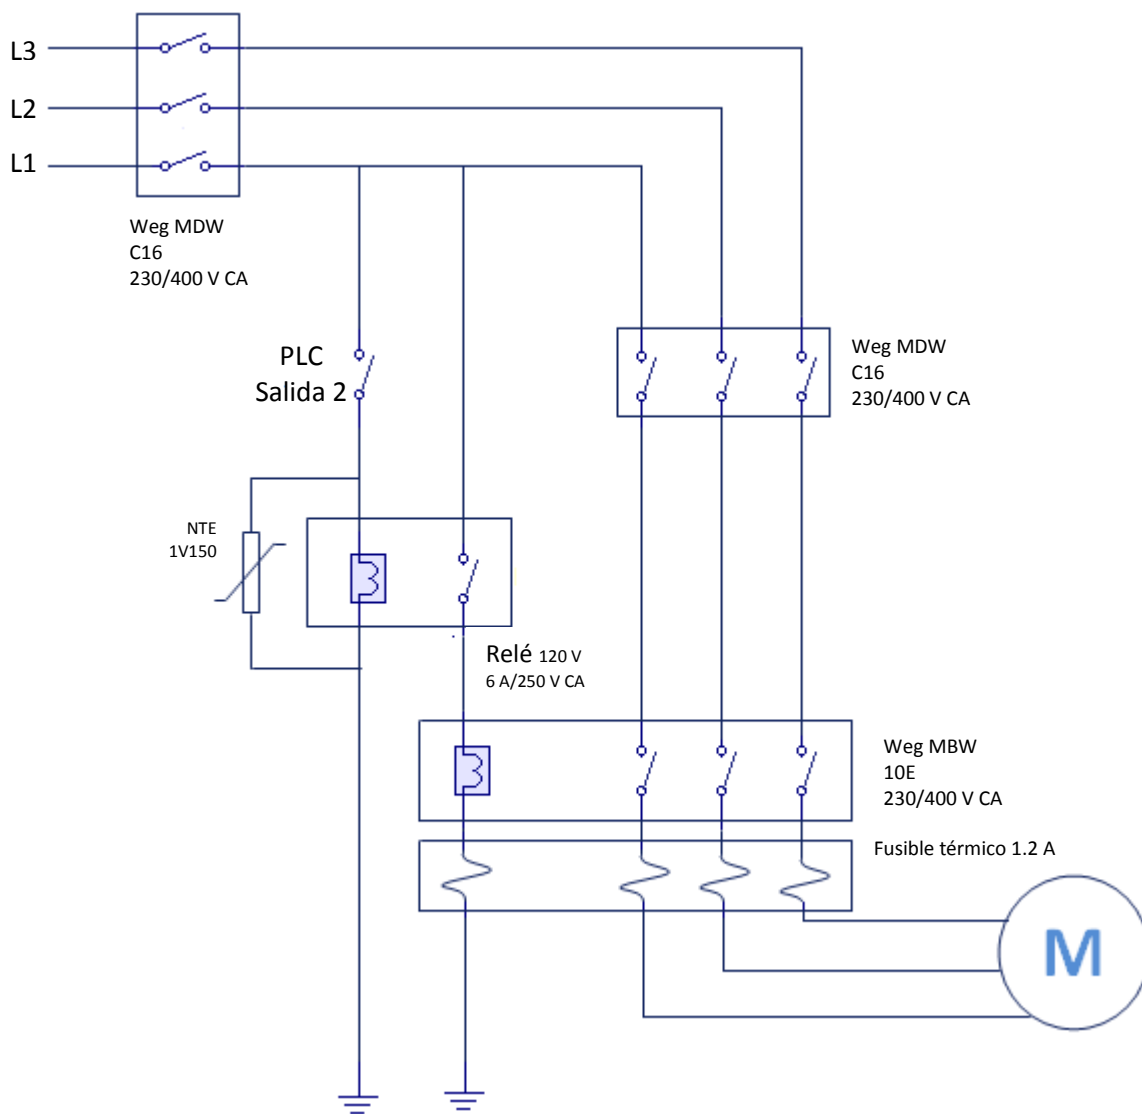 L3
L2
L1
Weg MDW
C16
230/400 V CA
PLC
Salida 2
Weg MDW
C16
230/400 V CA
NTE
1V150
Relé 120 V
6 A/250 V CA
Weg MBW
10E
230/400 V CA
Fusible térmico 1.2 A
M